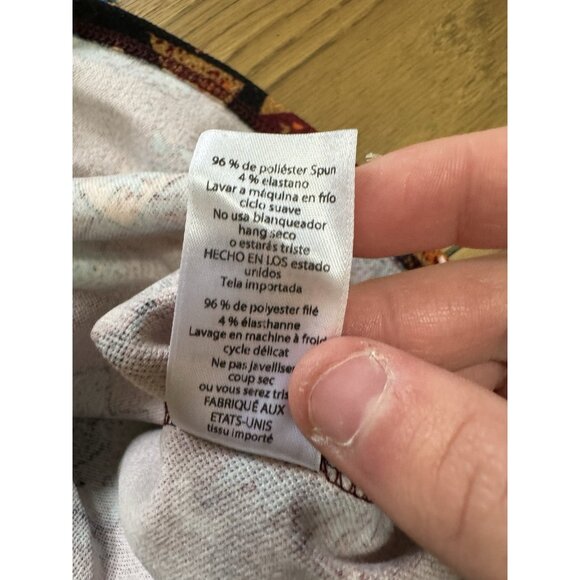 96 % de poliéster Spun
4 % elastano
Lavar a máquina en frío
ciclo suave
No usa blanqueador
hang seco
o estarás triste
HECHO EN LOS estado
unidos
Tela importada
96 % de polyester filé
4 % élasthanne
Lavage en machine à froid
cycle délicat
Ne pas javelliser
coup sec
ou vous serez tris
FABRIQUÉ AUX
ETATS-UNIS
tissu importé